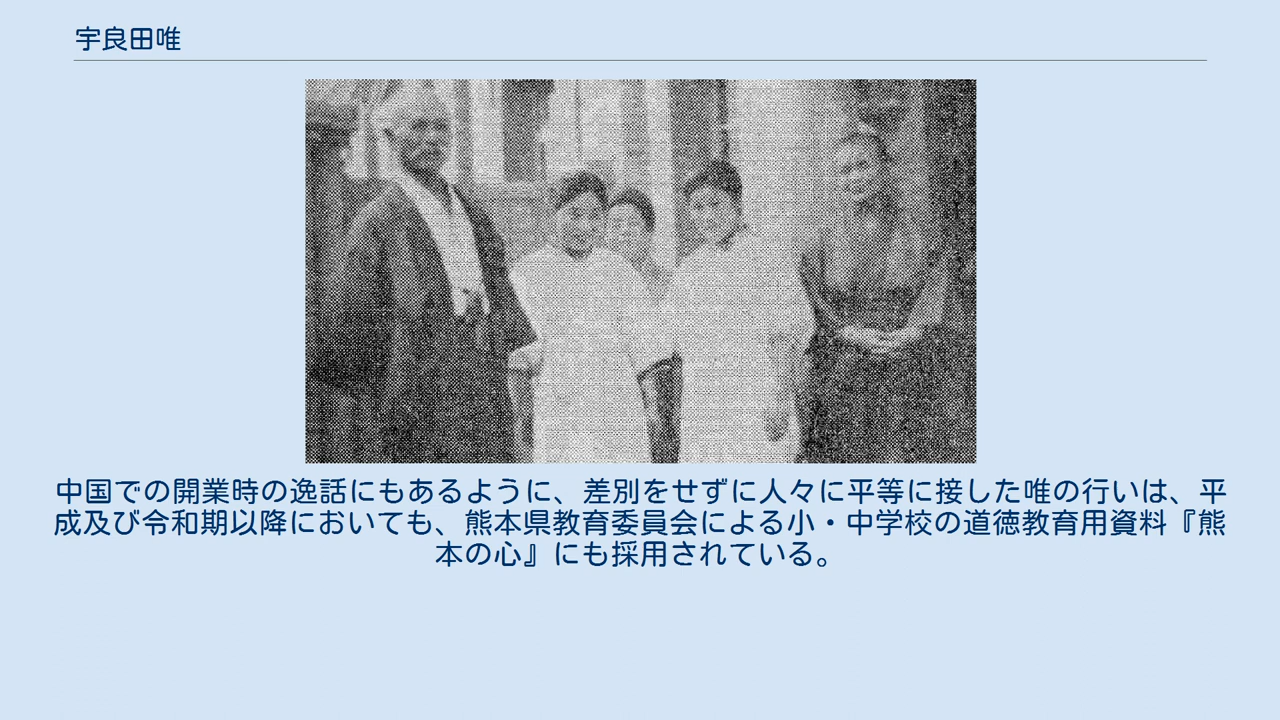 宇良田唯
中国での開業時の逸話にもあるように、差別をせずに人々に平等に接した唯の行いは、平
成及び令和期以降においても、熊本県教育委員会による小・中学校の道徳教育用資料『熊
本の心』にも採用されている。